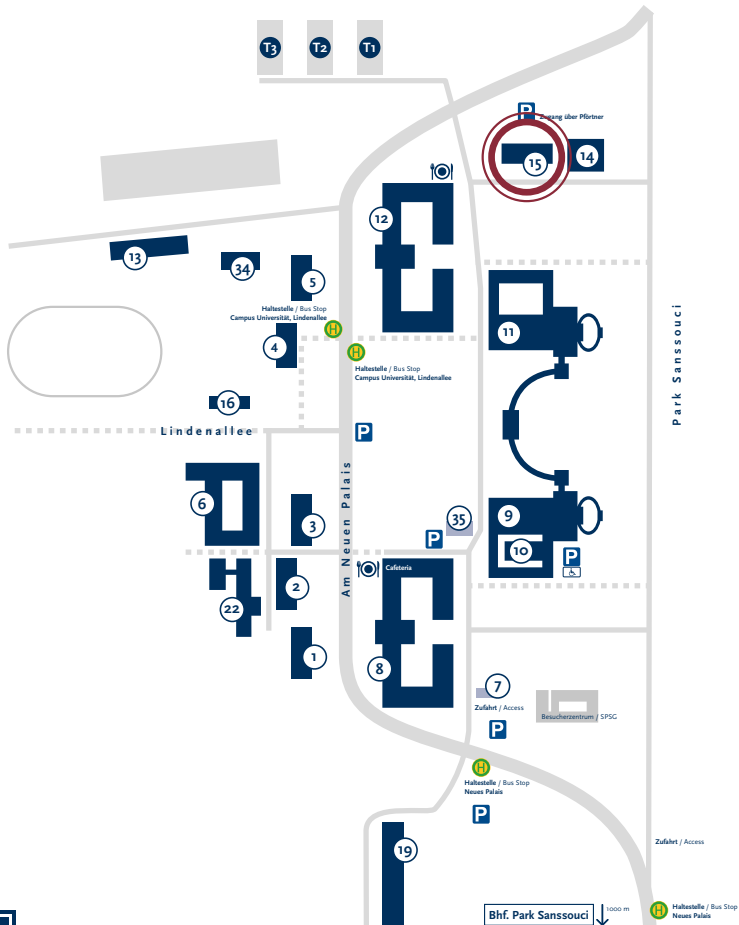 T3
T2
T1
P
Zugang über Pförtner
15
14
12
13
34
5
Haltestelle / Bus Stop
Campus Universität, Lindenallee
H
4
H
Haltestelle / Bus Stop
Campus Universität, Lindenallee
11
Park Sanssouci
16
Lindenallee
P
Am Neuen Palais
6
3
35
P
9
10
P
Cafeteria
2
22
1
8
7
Zufahrt / Access
P
Besucherzentrum / SPSG
H
Haltestelle / Bus Stop
Neues Palais
P
19
Zufahrt / Access
Bhf. Park Sanssouci
1000 m
H
Haltestelle / Bus Stop
Neues Palais